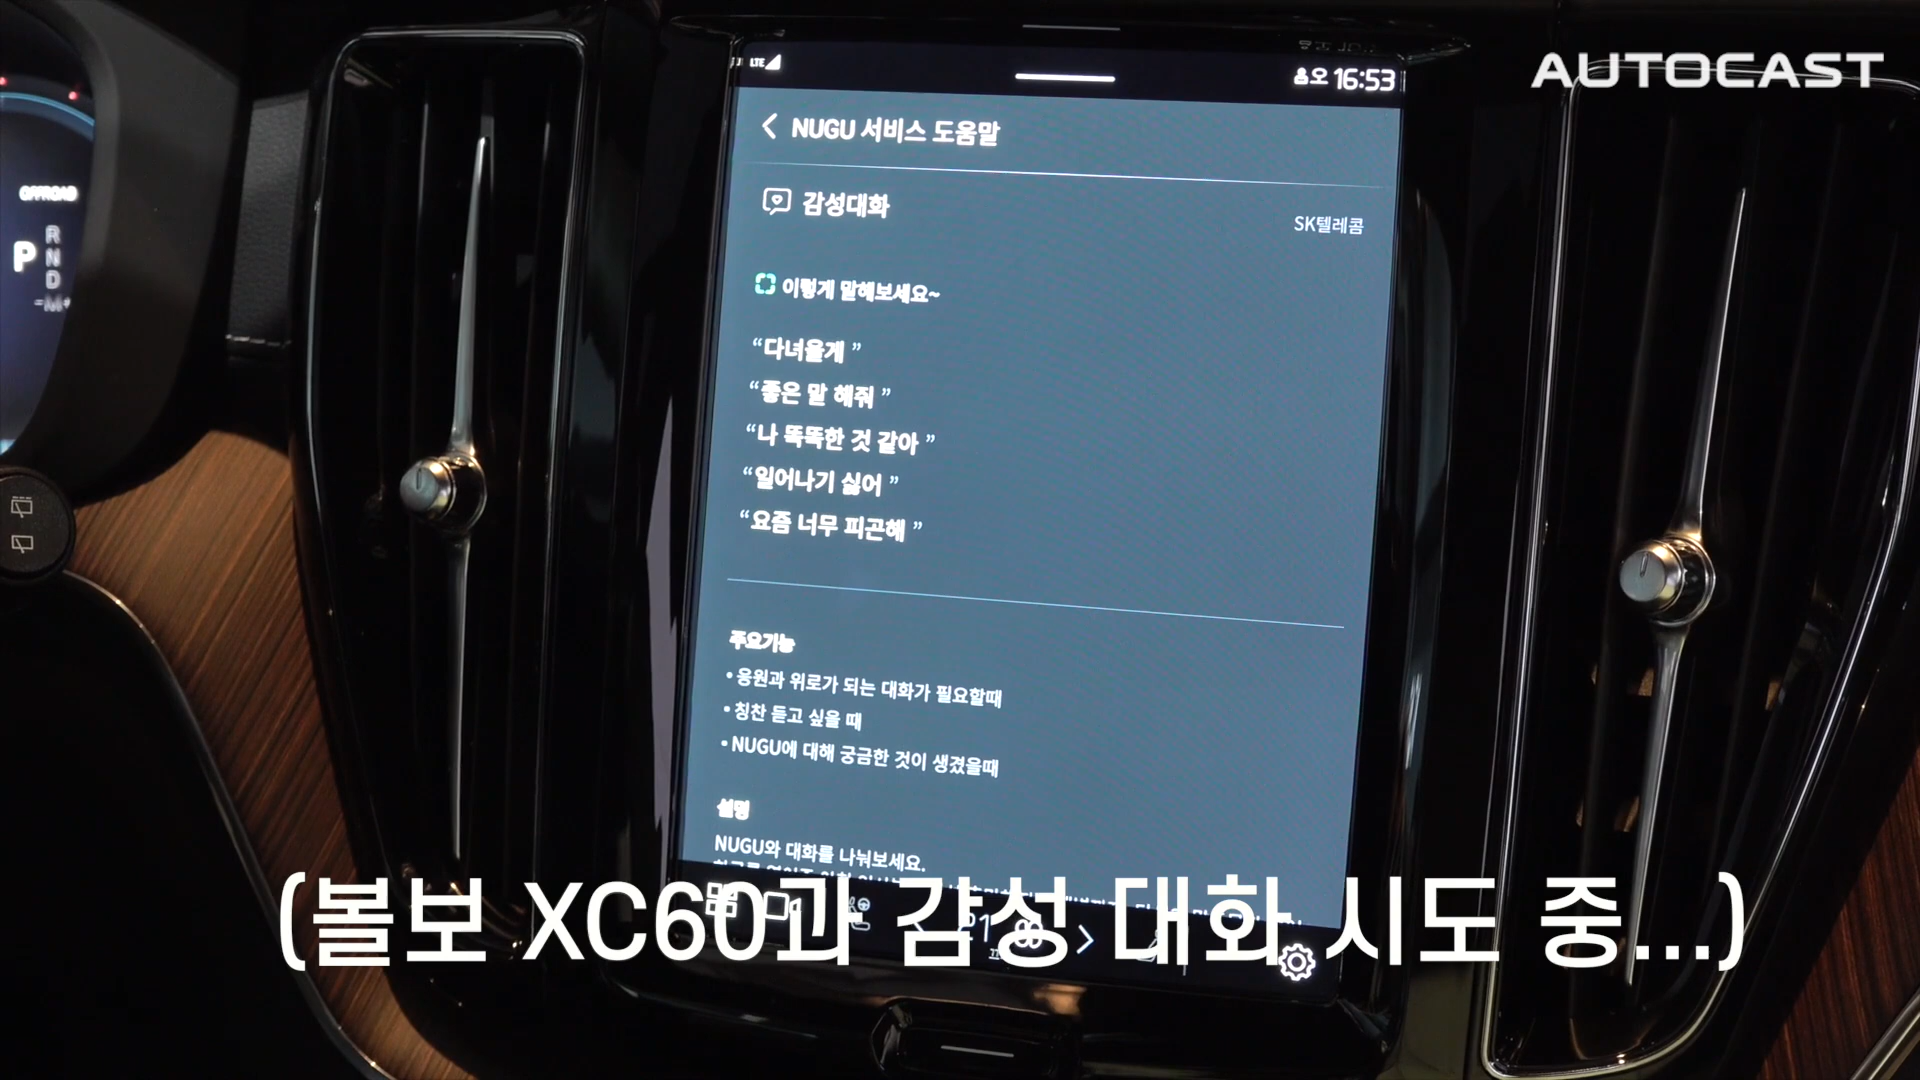 AUTOCAST
LTE
오 16:53
NUGU 서비스 도움말
감성대화
SK텔레콤
이렇게 말해보세요~
“다녀올게”
“좋은 말 해줘”
“나 똑똑한 것 같아”
“일어나기 싫어”
“요즘 너무 피곤해”
주요기능
• 응원과 위로가 되는 대화가 필요할때
• 칭찬 듣고 싶을 때
• NUGU에 대해 궁금한 것이 생겼을때
설명
NUGU와 대화를 나눠보세요.
(볼보 XC60과 감성 대화 시도 중...)
OFFROAD
P
R
N
D